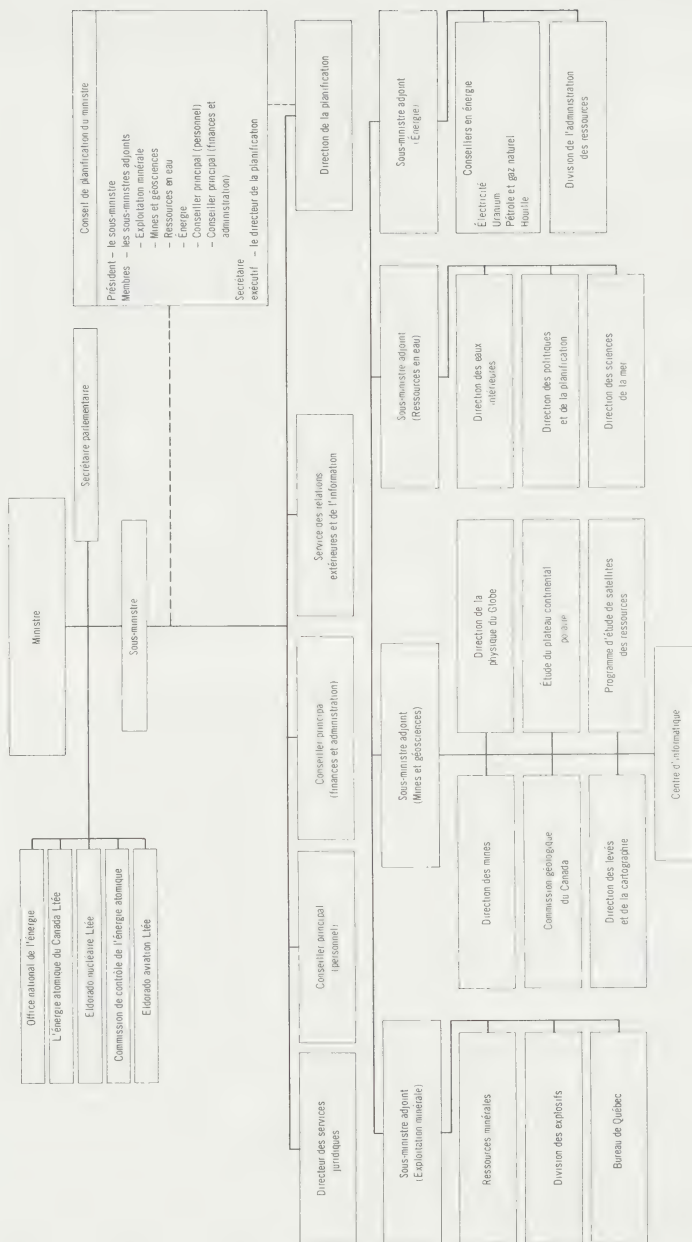 Ministre
Secrétaire parlementaire
Sous-ministre
Office national de l'énergie
L'énergie atomique du Canada Ltée
Eldorado nucléaire Ltée
Commission de contrôle de l'énergie atomique
Eldorado aviation Ltée
Conseil de planification du ministre
Président – le sous-ministre
Membres – les sous-ministres adjoints
– Exploitation minérale
– Mines et géosciences
– Ressources en eau
– Énergie
– Conseiller principal (personnel)
– Conseiller principal (finances et
administration)
Secrétaire
exécutif – le directeur de la planification
Directeur des services
juridiques
Conseiller principal
(personnel)
Conseiller principa
(finances et administration)
Service des relations
extérieures et de l'information
Direction de la planification
Sous-ministre adjoint
(Exploitation minérale)
Ressources minérales
Division des explosifs
Bureau de Québec
Sous-ministre adjoint
(Mines et géosciences)
Direction des mines
Commission géologique
du Canada
Direction des levés
et de la cartographie
Direction de la
physique du Globe
Étude du plateau continental
polaire
Programme d'étude de satellites
des ressources
Centre d'informatique
Sous-ministre adjoint
(Ressources en eau)
Direction des eaux
intérieures
Direction des politiques
et de la planification
Direction des sciences
de la mer
Sous-ministre adjoint
(Énergie)
Conseillers en énergie
Électricité
Uranium
Pétrole et gaz naturel
Houille
Division de l'administration
des ressources